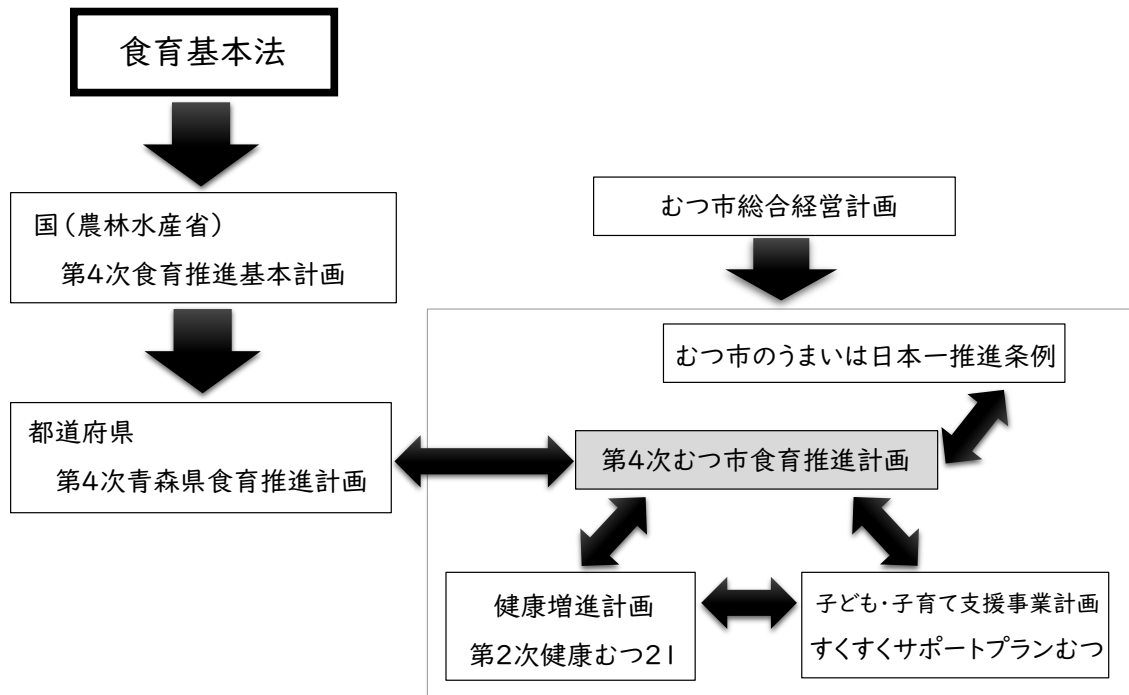 食育基本法
国（農林水産省）
第4次食育推進基本計画
都道府県
第4次青森県食育推進計画
むつ市総合経営計画
むつ市のうまいは日本一推進条例
第4次むつ市食育推進計画
健康増進計画
第2次健康むつ21
子ども・子育て支援事業計画
すくすくサポートプランむつ